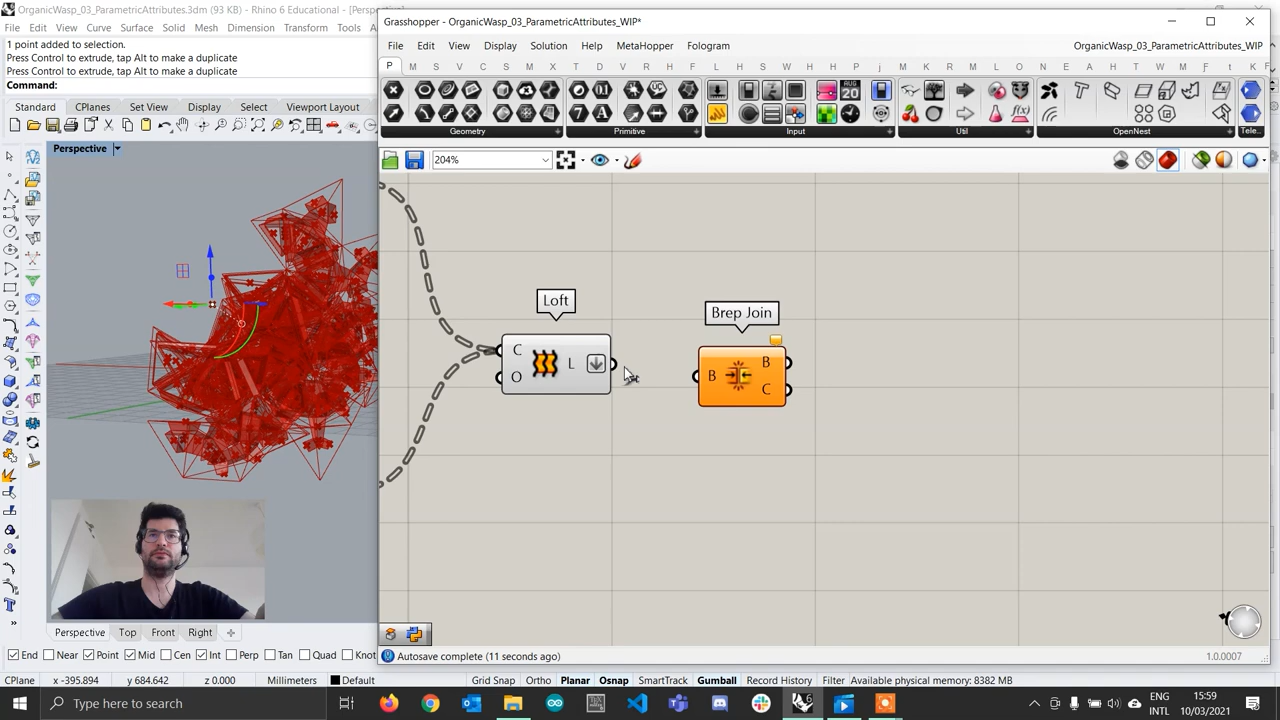 OrganicWasp_03_ParametricAttributes.3dm (93 KB) - Rhino 6 Educational - [Perspective]
File Edit View Curve Surface Solid Mesh Dimension Transform Tools
1 point added to selection.
Press Control to extrude, tap Alt to make a duplicate
Press Control to extrude, tap Alt to make a duplicate
Command:
Standard CPlanes Set View Display Select Viewport Layout
Perspective
Grasshopper - OrganicWasp_03_ParametricAttributes_WIP*
File Edit View Display Solution Help MetaHopper Fologram OrganicWasp_03_ParametricAttributes_WIP
P M S V C S M I X T D V R F L G H K S W H M P j M A K A D F F t K
AUG
20
Geometry Primitive Input Util OpenNest Tele...
204%
Loft
C
O
L
Brep Join
B
B
C
Autosave complete (11 seconds ago) 1.0.0007
Perspective Top Front Right
End Near Point Mid Cen Int Perp Tan Quad Knot
CPlane x -395.894 y 684.642 z 0.000 Millimeters Default Grid Snap Ortho Planar Osnap SmartTrack Gumball Record History Filter Available physical memory: 8382 MB
Type here to search
ENG
INTL
15:59
10/03/2021